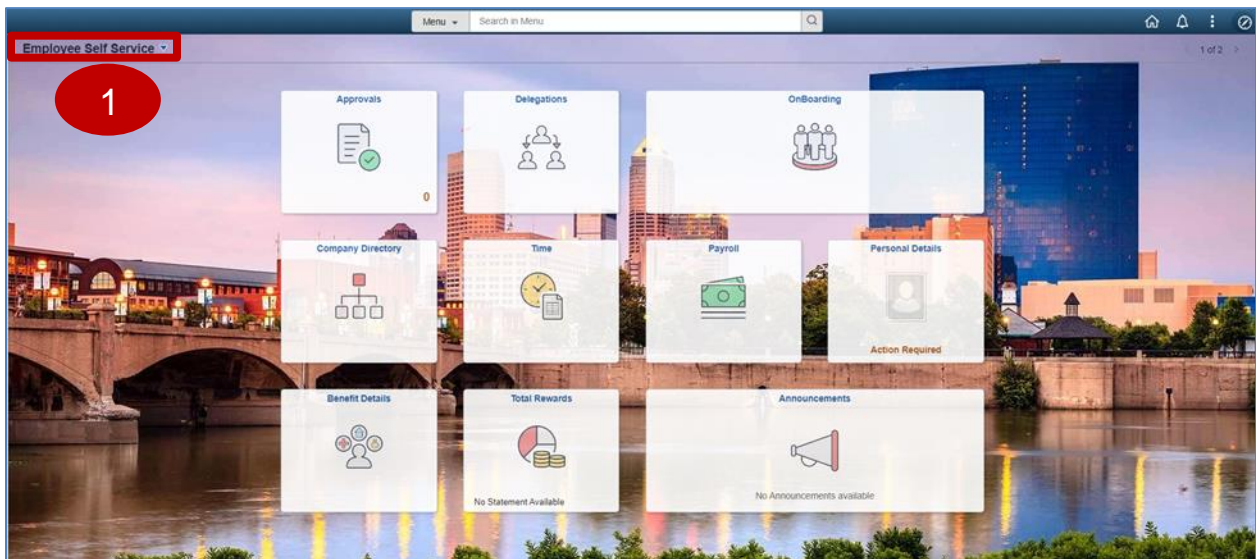 Menu
Search in Menu
Employee Self Service
1 of 2
1
Approvals
0
Delegations
OnBoarding
Company Directory
Time
Payroll
Personal Details
Action Required
Benefit Details
Total Rewards
No Statement Available
Announcements
No Announcements available